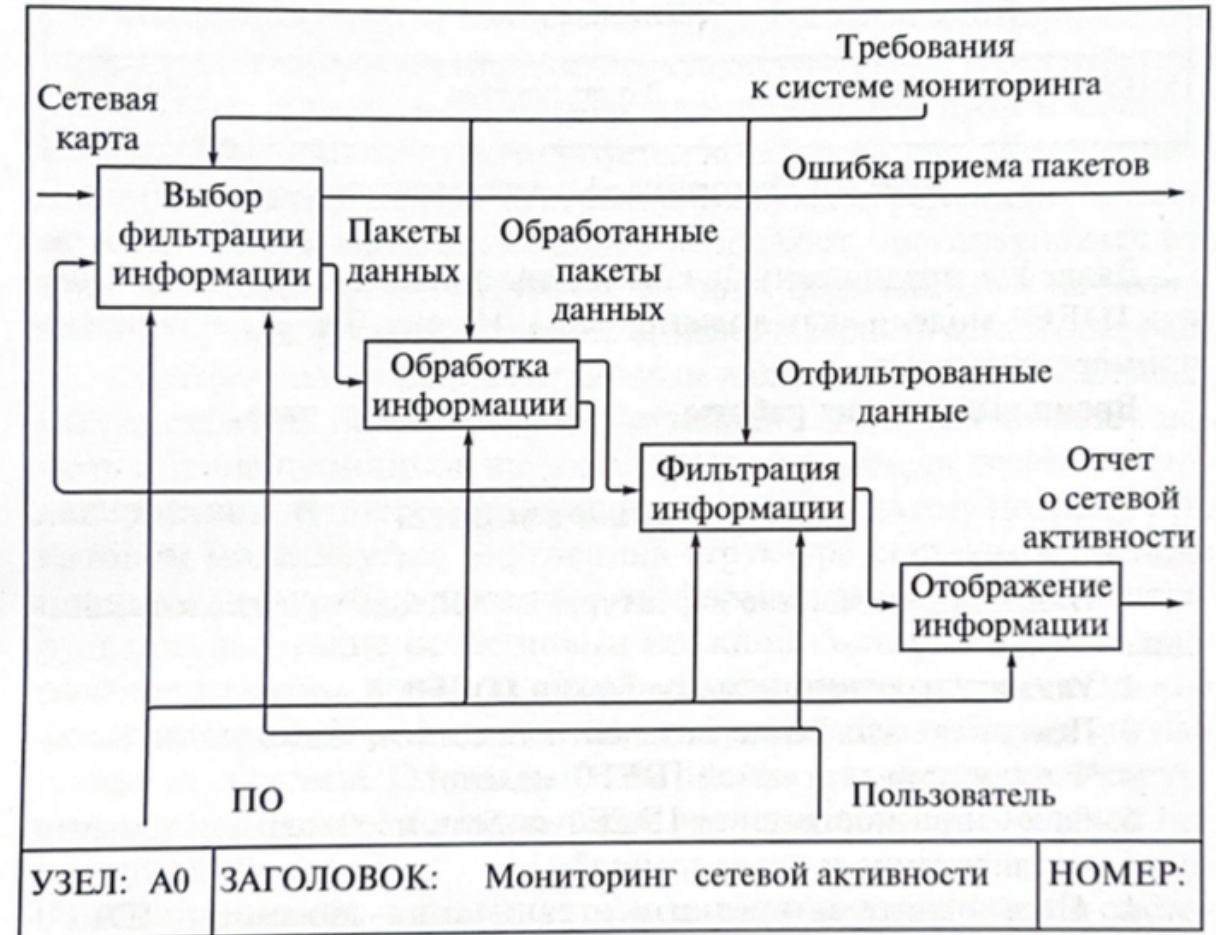 Требования
к системе мониторинга
Сетевая
карта
Ошибка приема пакетов
Выбор
фильтрации
информации
Пакеты
данных
Обработанные
пакеты
данных
Обработка
информации
Отфильтрованные
данные
Фильтрация
информации
Отчет
о сетевой
активности
Отображение
информации
ПО
Пользователь
УЗЕЛ: А0
ЗАГОЛОВОК: Мониторинг сетевой активности
НОМЕР: